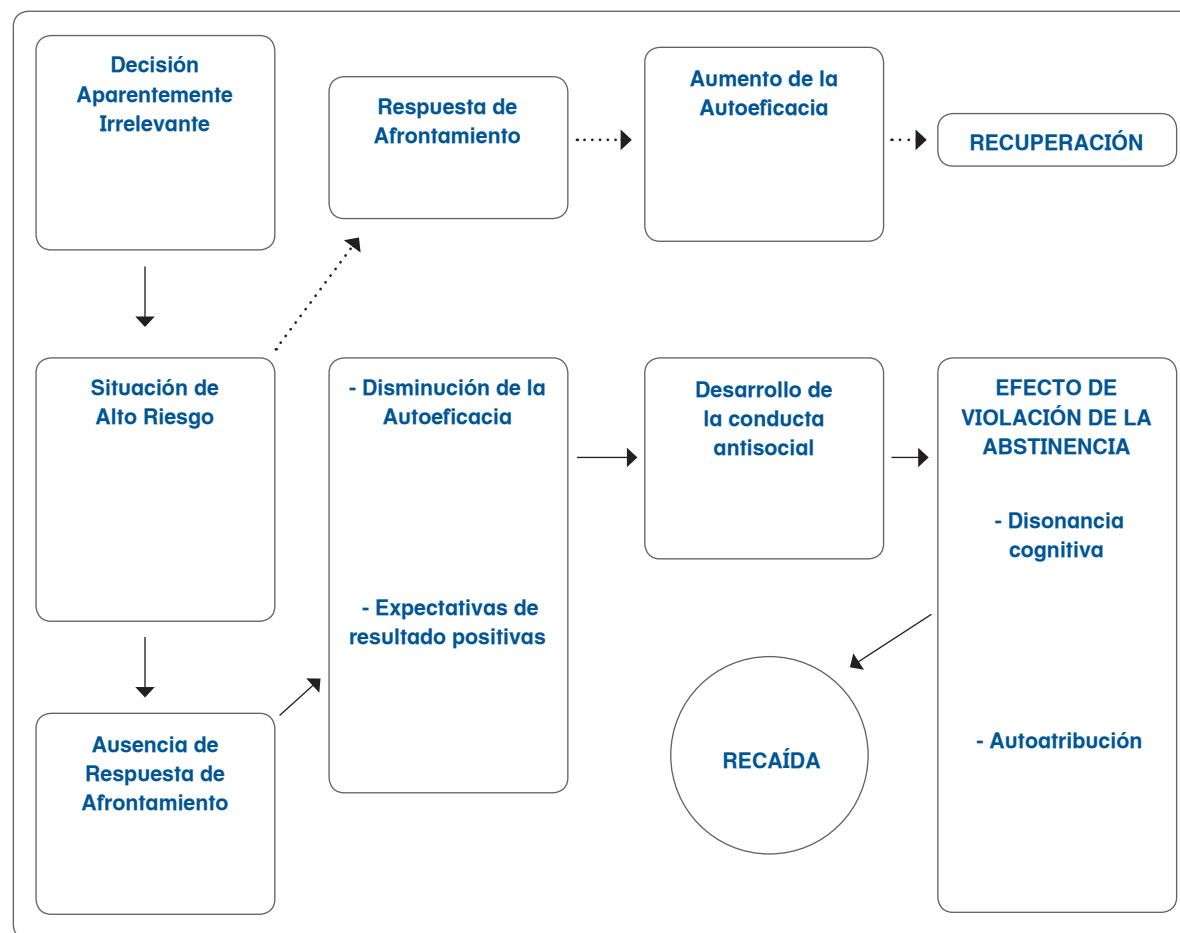 Decisión
Aparentemente
Irrelevante
Respuesta de
Afrontamiento
Aumento de la
Autoeficacia
RECUPERACIÓN
Situación de
Alto Riesgo
- Disminución de la
Autoeficacia
- Expectativas de
resultado positivas
Desarrollo de
la conducta
antisocial
EFECTO DE
VIOLACIÓN DE LA
ABSTINENCIA
- Disonancia
cognitiva
- Autoatribución
Ausencia de
Respuesta de
Afrontamiento
RECAÍDA